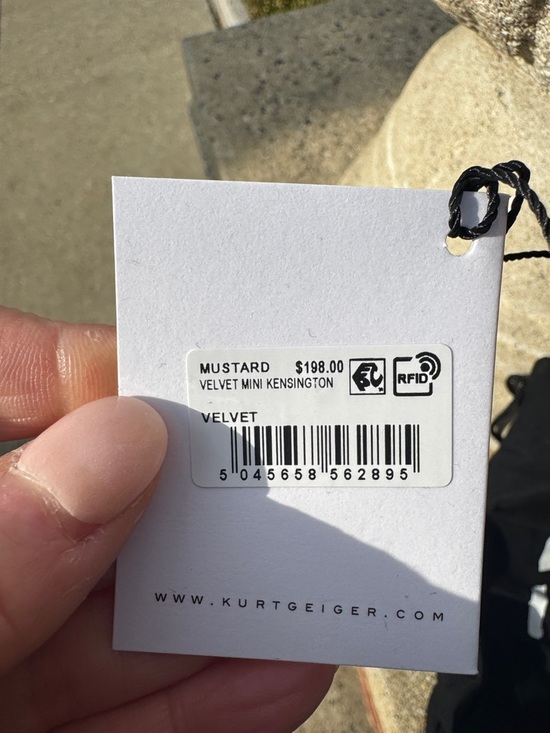 MUSTARD $198.00
VELVET MINI KENSINGTON
RFID
VELVET
5 045658 562895
WWW.KURTGEIGER.COM